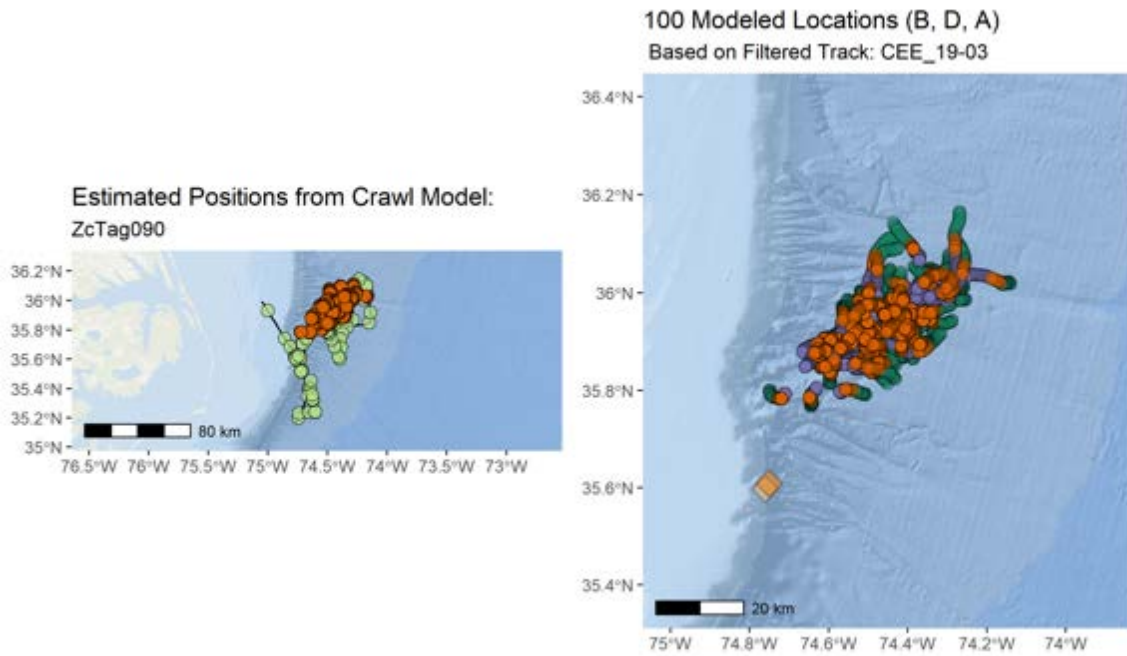 Estimated Positions from Crawl Model:
ZcTag090
36.2°N
36°N
35.8°N
35.6°N
35.4°N
35.2°N
35°N
80 km
76.5°W 76°W 75.5°W 75°W 74.5°W 74°W 73.5°W 73°W
100 Modeled Locations (B, D, A)
Based on Filtered Track: CEE_19-03
36.4°N
36.2°N
36°N
35.8°N
35.6°N
35.4°N
20 km
75°W 74.8°W 74.6°W 74.4°W 74.2°W 74°W